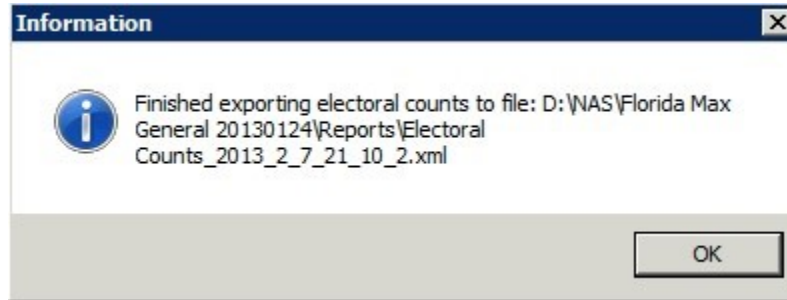 Information
Finished exporting electoral counts to file: D:\NAS\Florida Max
General 20130124\Reports\Electoral
Counts_2013_2_7_21_10_2.xml
OK